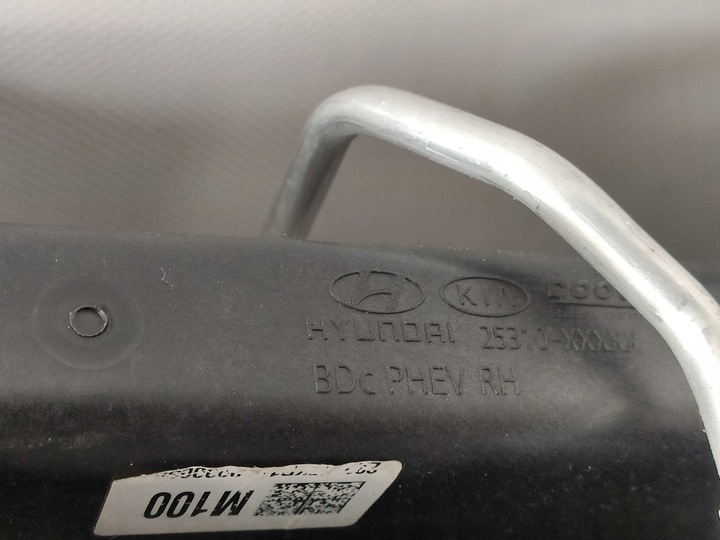 KIA
HYUNDAI 25310-XXXXX
BDc PHEV RH
M100